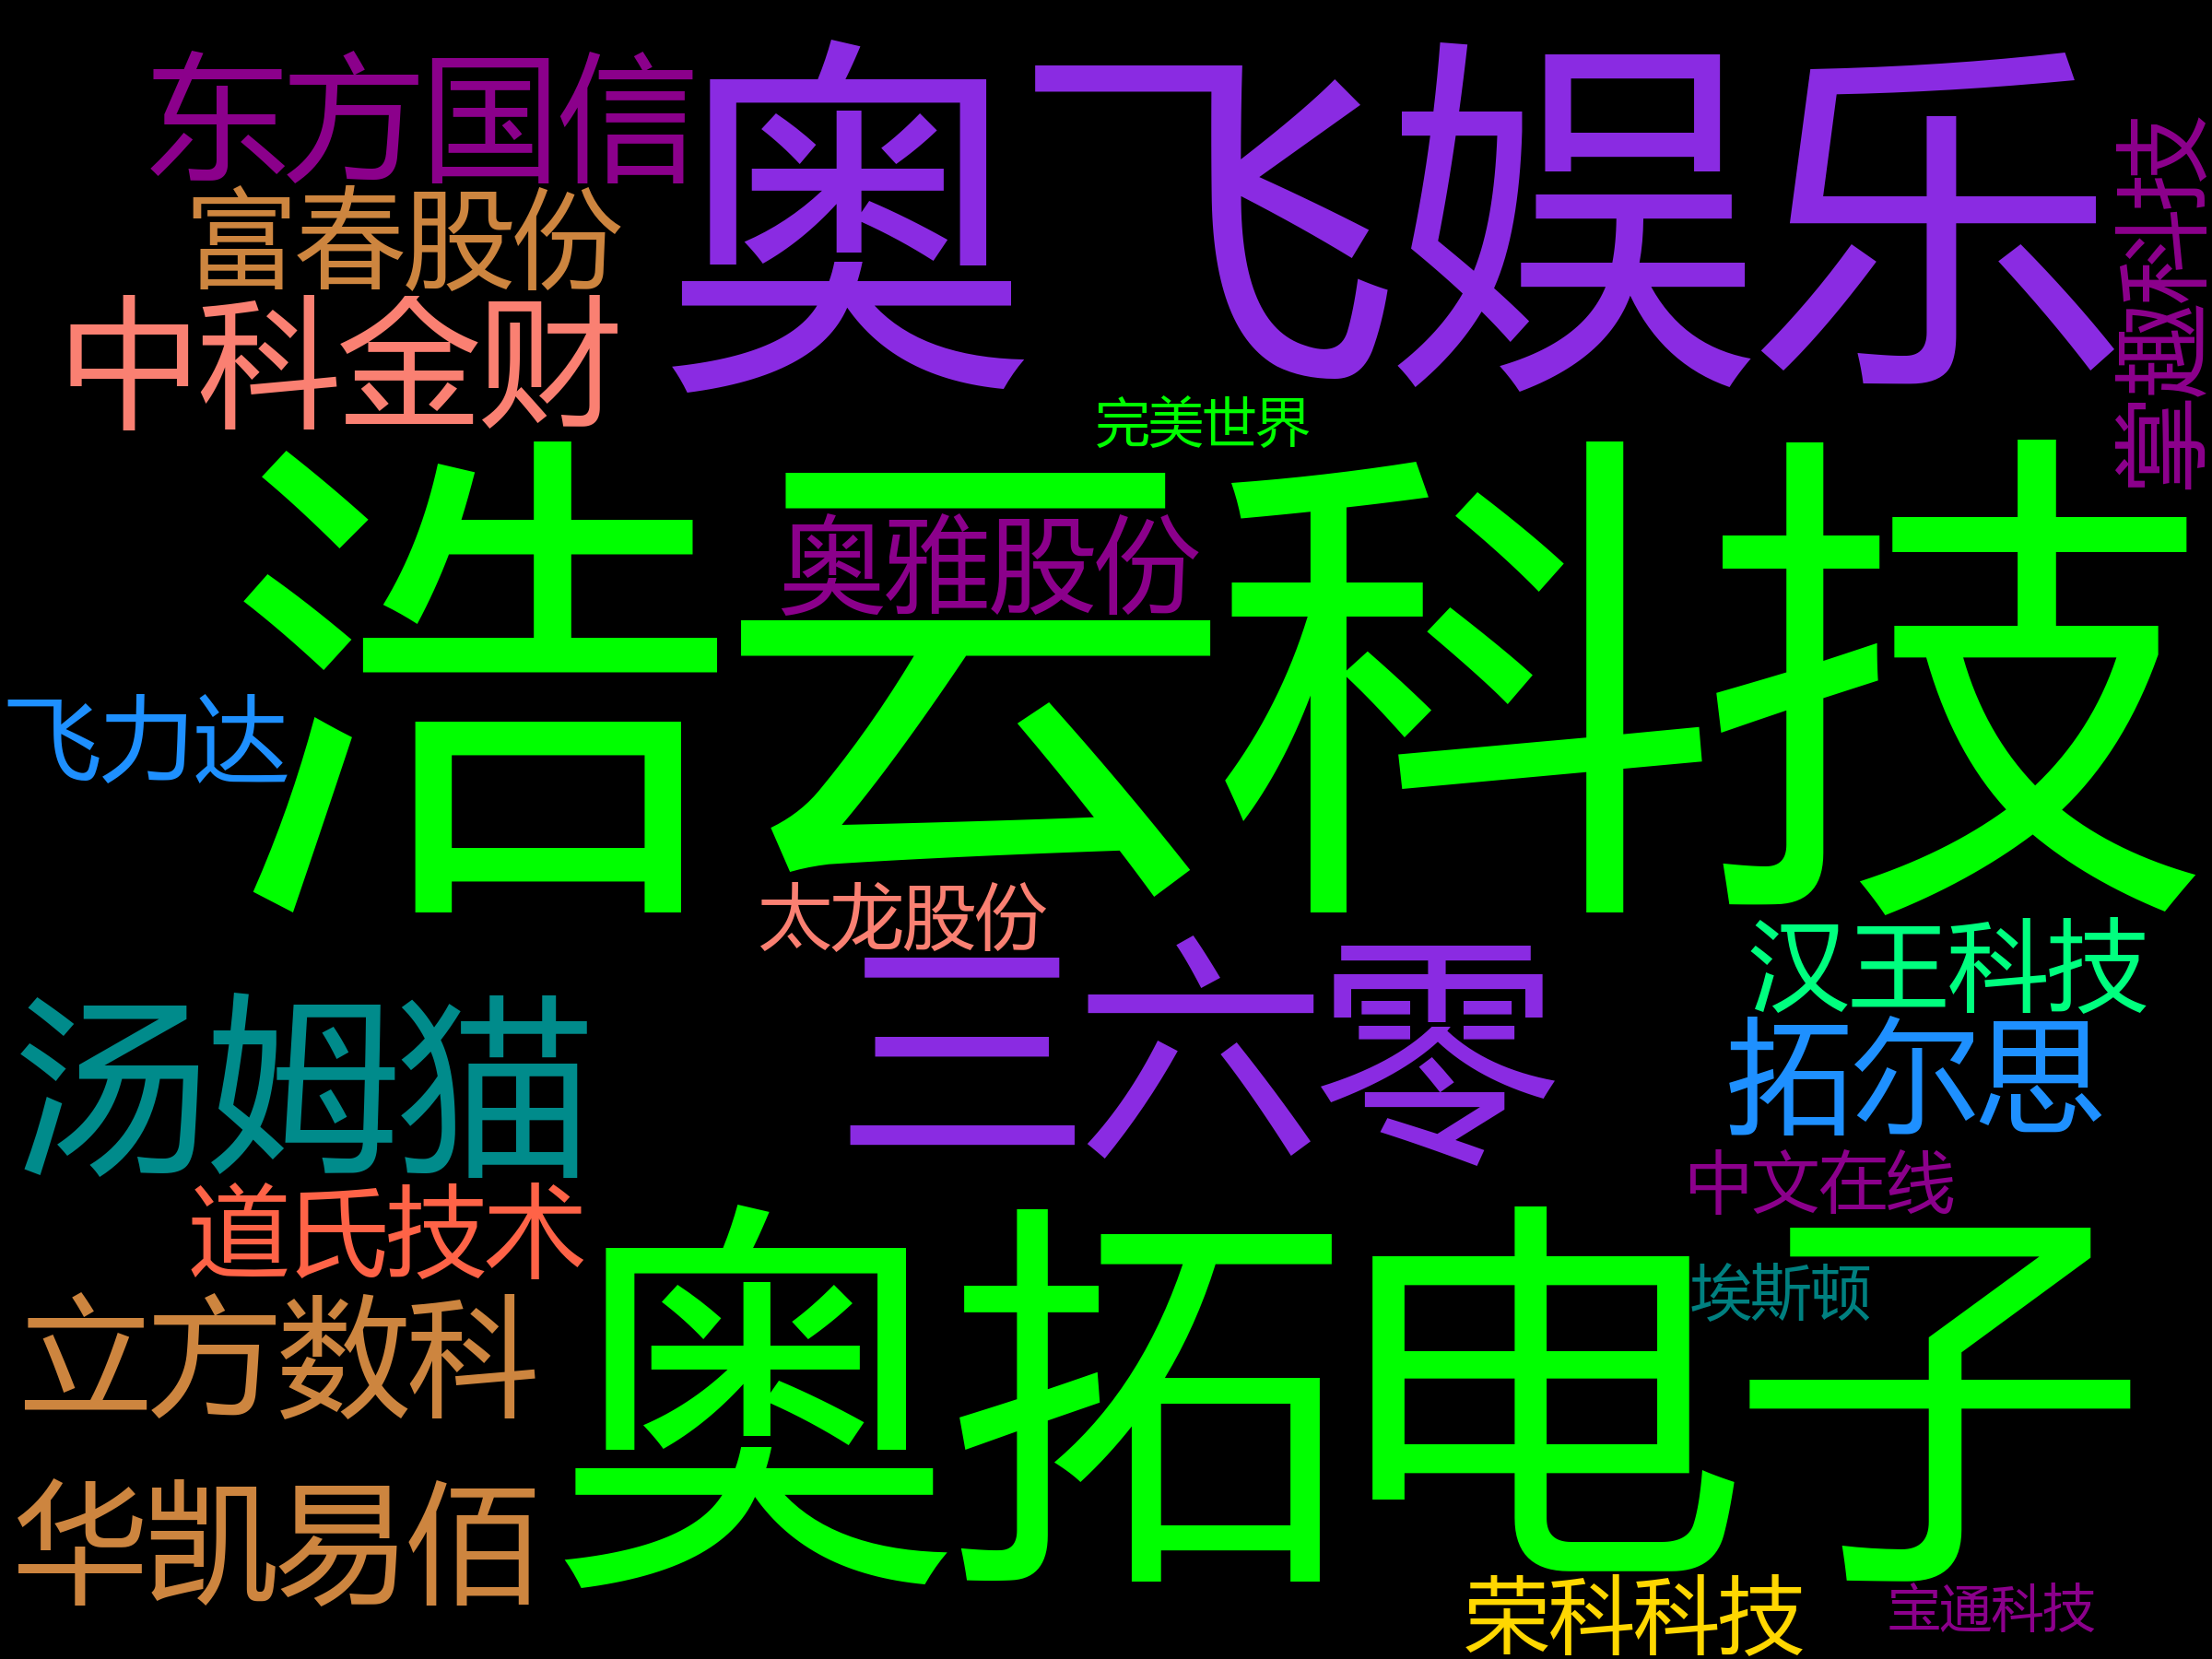 东方国信
奥飞娱乐
掌趣科技
富春股份
中科金财
完美世界
浩云科技
奥雅股份
飞力达
太龙股份
汉王科技
三六零
汤姆猫
拓尔思
中文在线
道氏技术
奥拓电子
埃斯顿
立方数科
华凯易佰
荣科科技
宝通科技